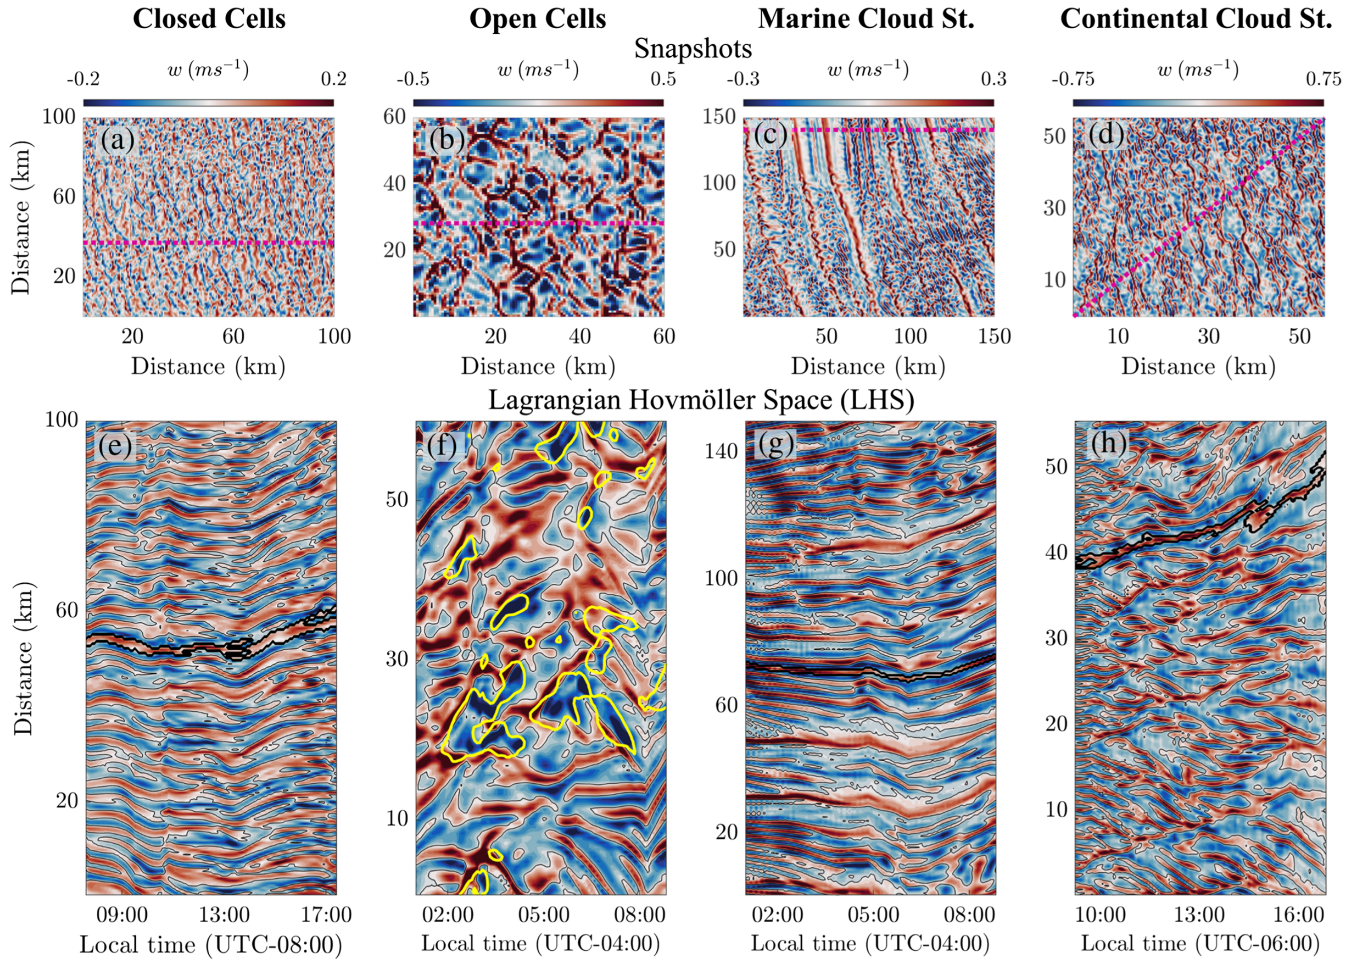 Closed Cells Open Cells Marine Cloud St. Continental Cloud St.
Snapshots
-0.2 w (ms⁻¹) 0.2 -0.5 w (ms⁻¹) 0.5 -0.3 w (ms⁻¹) 0.3 -0.75 w (ms⁻¹) 0.75
Distance (km)
100
60
20
(a)
20 60 100
Distance (km)
60
40
20
(b)
20 40 60
Distance (km)
150
100
50
(c)
50 100 150
Distance (km)
50
30
10
(d)
10 30 50
Distance (km)
Lagrangian Hovmöller Space (LHS)
Distance (km)
100
60
20
(e)
09:00 13:00 17:00
Local time (UTC-08:00)
50
30
10
(f)
02:00 05:00 08:00
Local time (UTC-04:00)
140
100
60
20
(g)
02:00 05:00 08:00
Local time (UTC-04:00)
50
40
30
20
10
(h)
10:00 13:00 16:00
Local time (UTC-06:00)